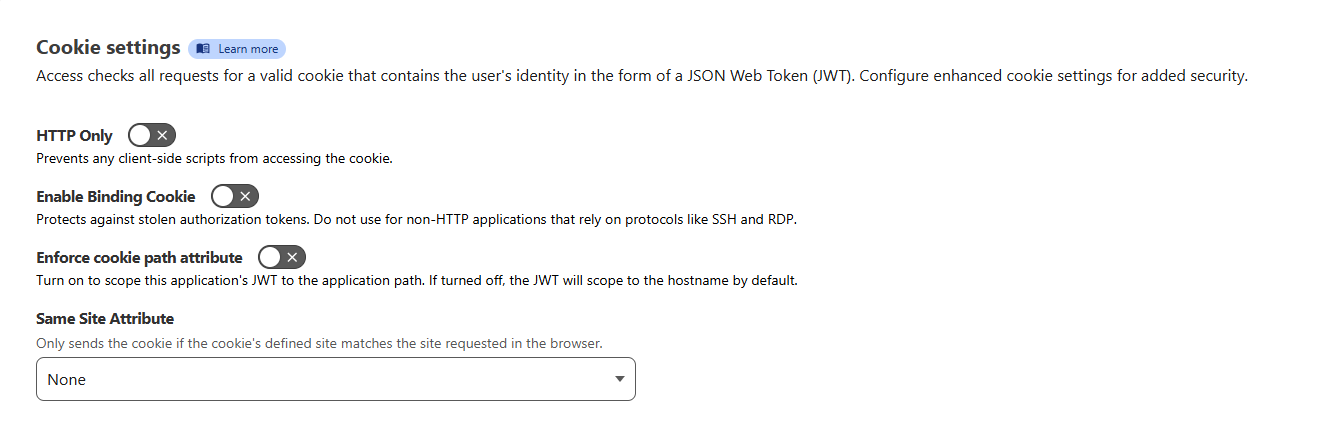 Cookie settings Learn more
Access checks all requests for a valid cookie that contains the user's identity in the form of a JSON Web Token (JWT). Configure enhanced cookie settings for added security.
HTTP Only
Prevents any client-side scripts from accessing the cookie.
Enable Binding Cookie
Protects against stolen authorization tokens. Do not use for non-HTTP applications that rely on protocols like SSH and RDP.
Enforce cookie path attribute
Turn on to scope this application's JWT to the application path. If turned off, the JWT will scope to the hostname by default.
Same Site Attribute
Only sends the cookie if the cookie's defined site matches the site requested in the browser.
None